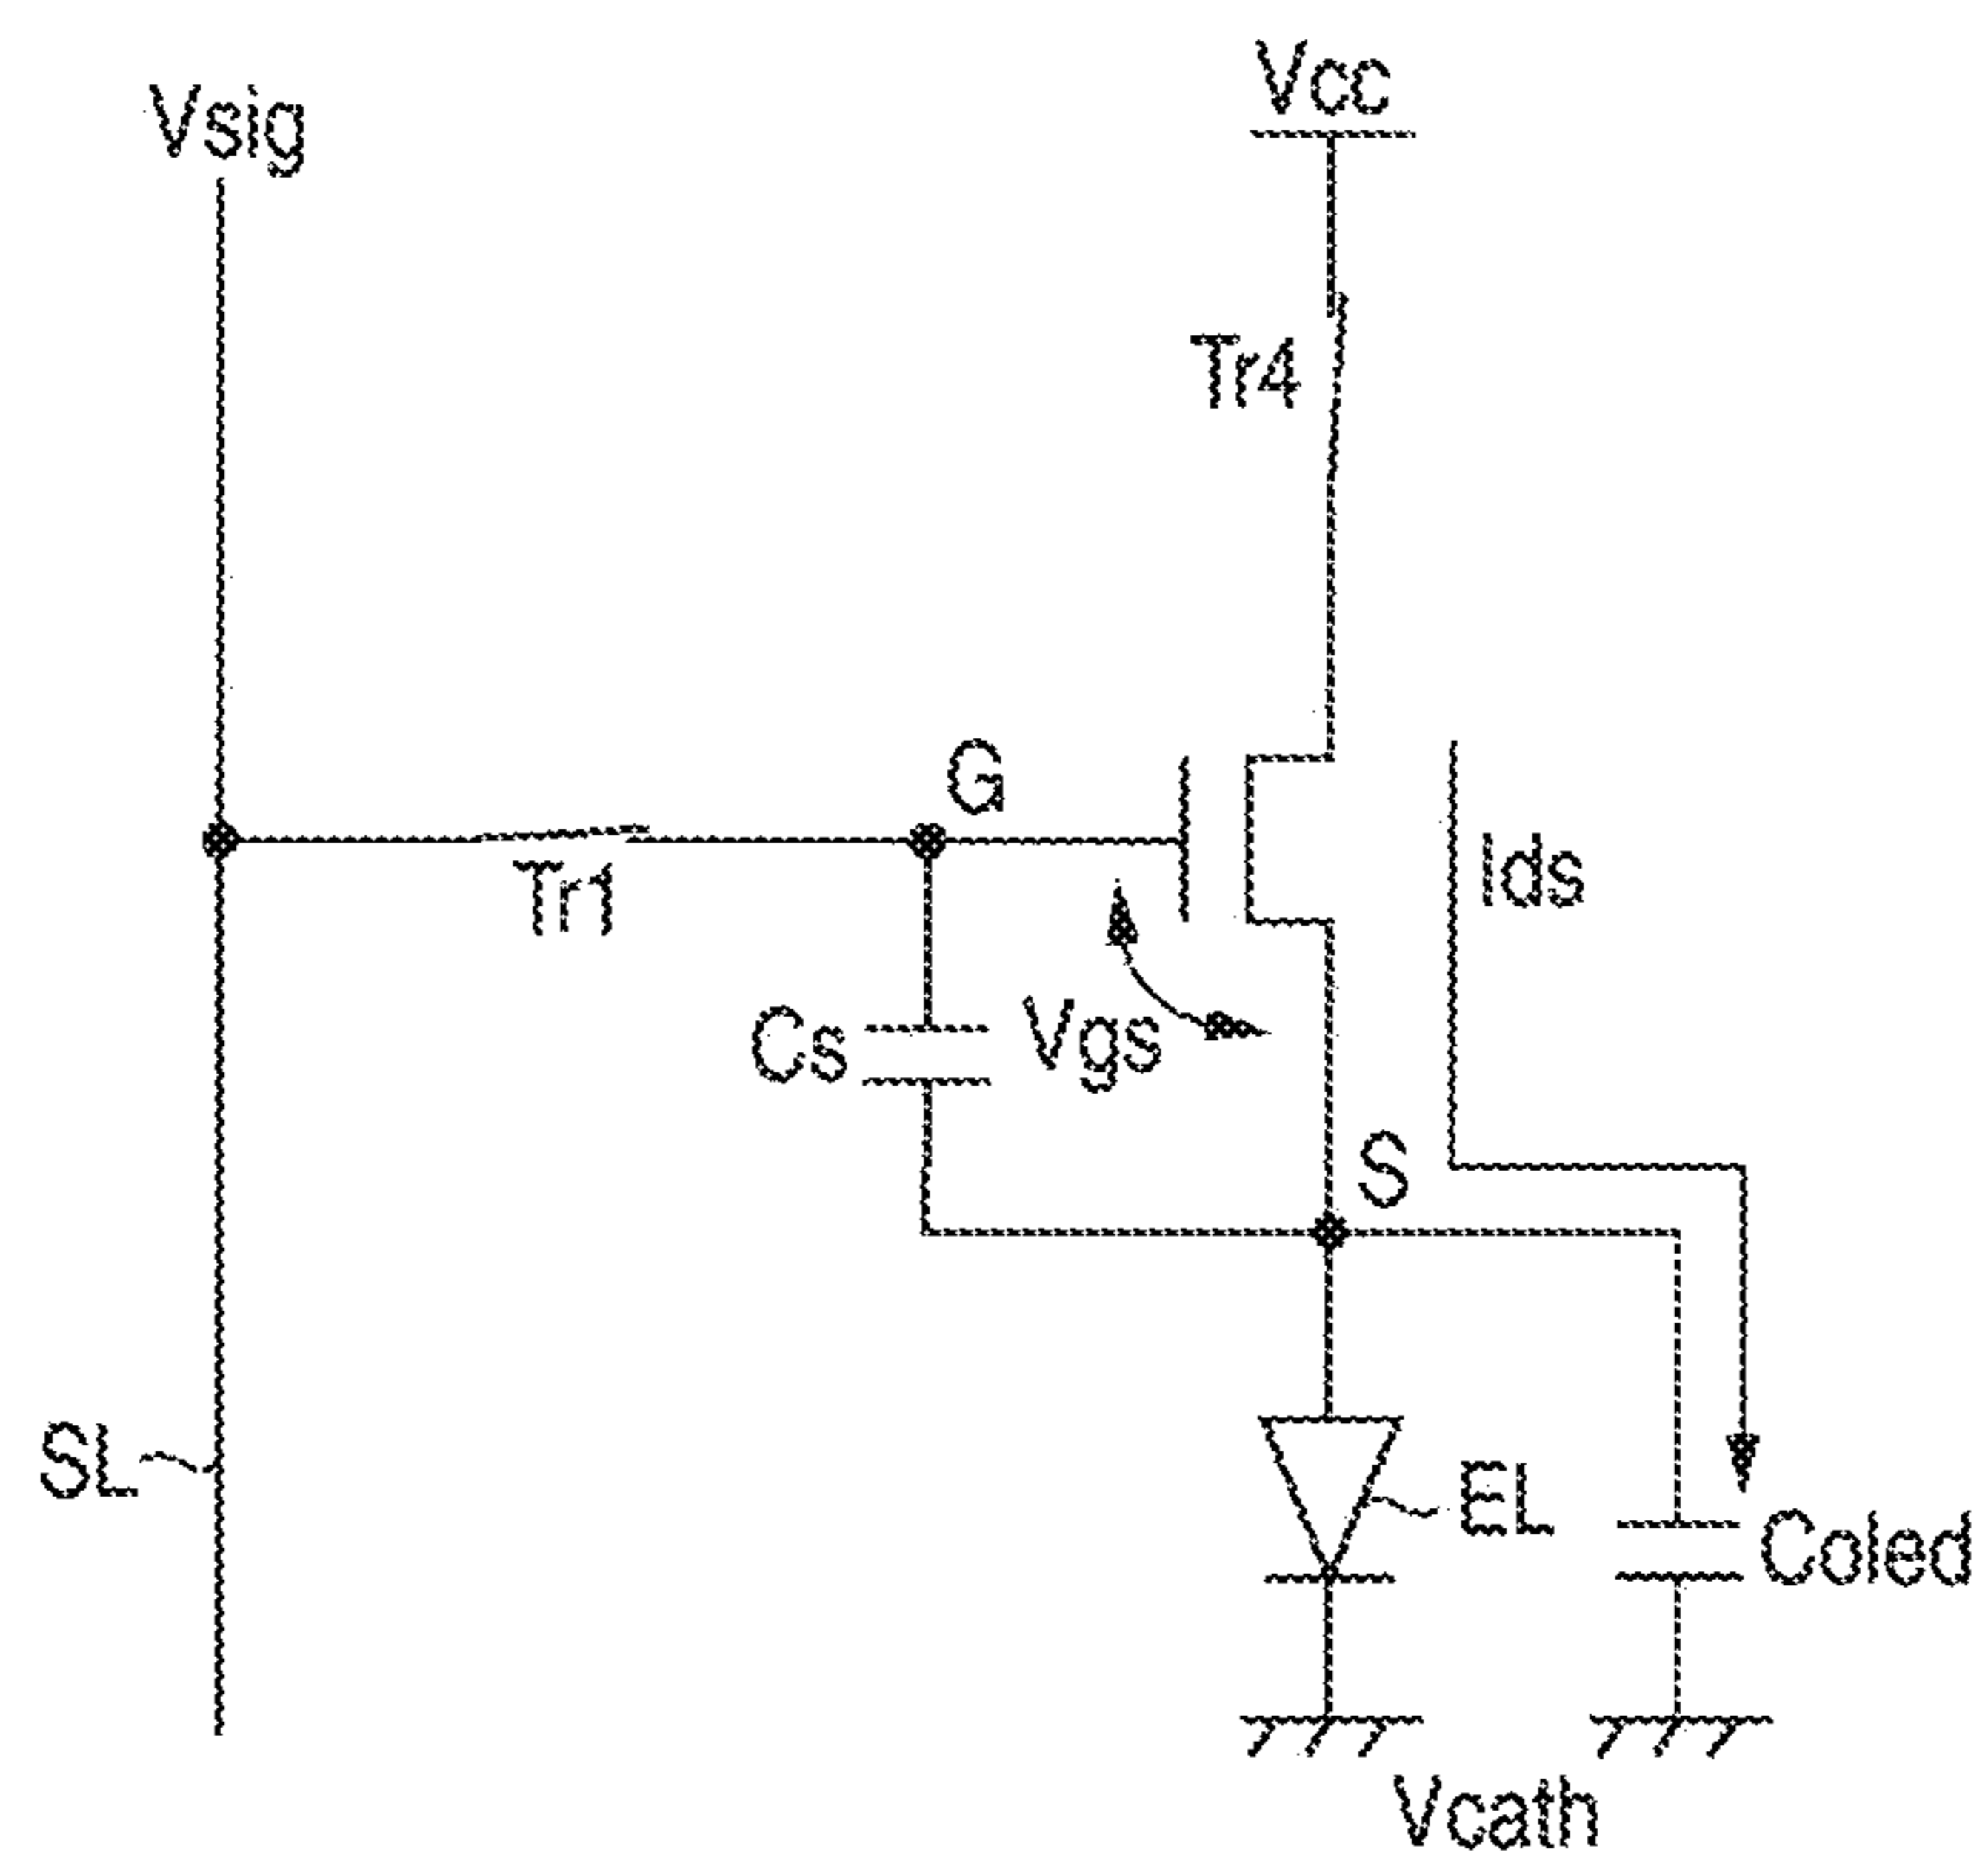 Vsig
Vcc
Tr4
G
Ids
Tr1
Cs
Vgs
S
SL
EL
Coled
Vcath